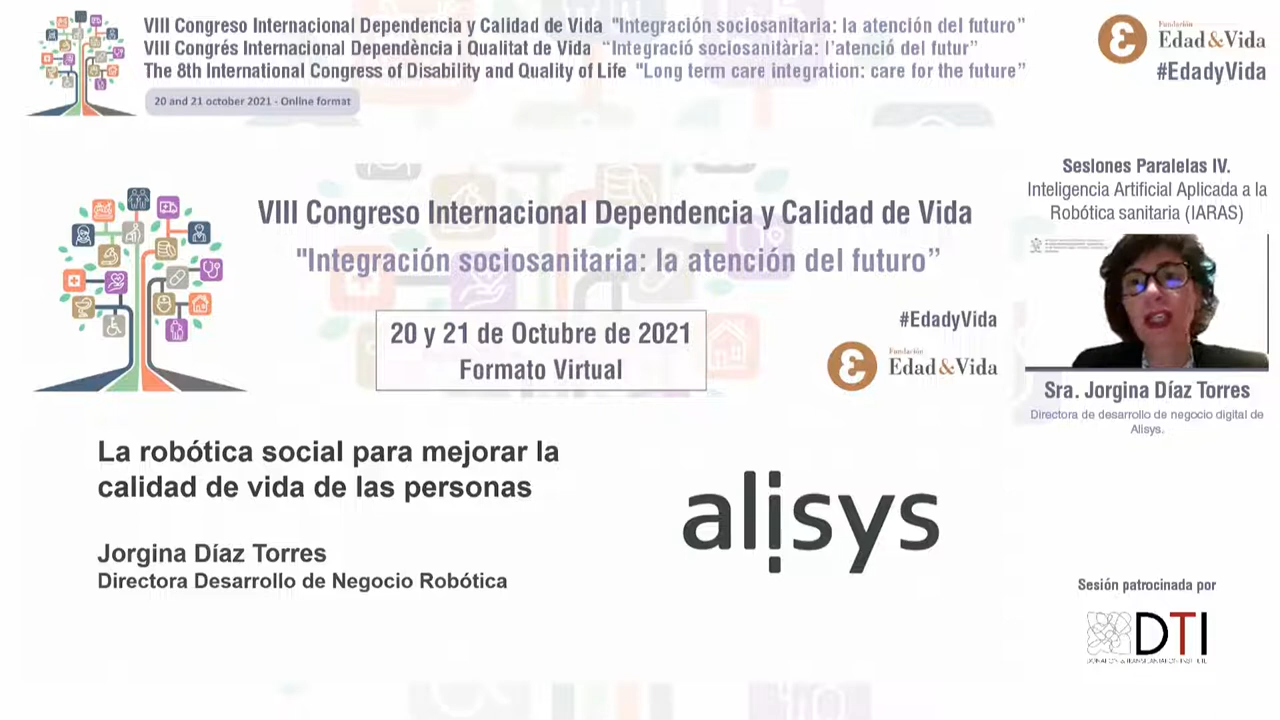 VIII Congreso Internacional Dependencia y Calidad de Vida "Integración sociosanitaria: la atención del futuro"
VIII Congrés Internacional Dependència i Qualitat de Vida "Integració sociosanitària: l'atenció del futur"
The 8th International Congress of Disability and Quality of Life "Long term care integration: care for the future"
20 and 21 october 2021 - Online format
Fundación
Edad&Vida
#EdadyVida
VIII Congreso Internacional Dependencia y Calidad de Vida
"Integración sociosanitaria: la atención del futuro"
20 y 21 de Octubre de 2021
Formato Virtual
#EdadyVida
Fundación
Edad&Vida
La robótica social para mejorar la
calidad de vida de las personas
Jorgina Díaz Torres
Directora Desarrollo de Negocio Robótica
alisys
Sesiones Paralelas IV.
Inteligencia Artificial Aplicada a la
Robótica sanitaria (IARAS)
Sra. Jorgina Díaz Torres
Directora de desarrollo de negocio digital de
Alisys.
Sesión patrocinada por
DTI
DONATION & TRANSPLANTATION INSTITUTE